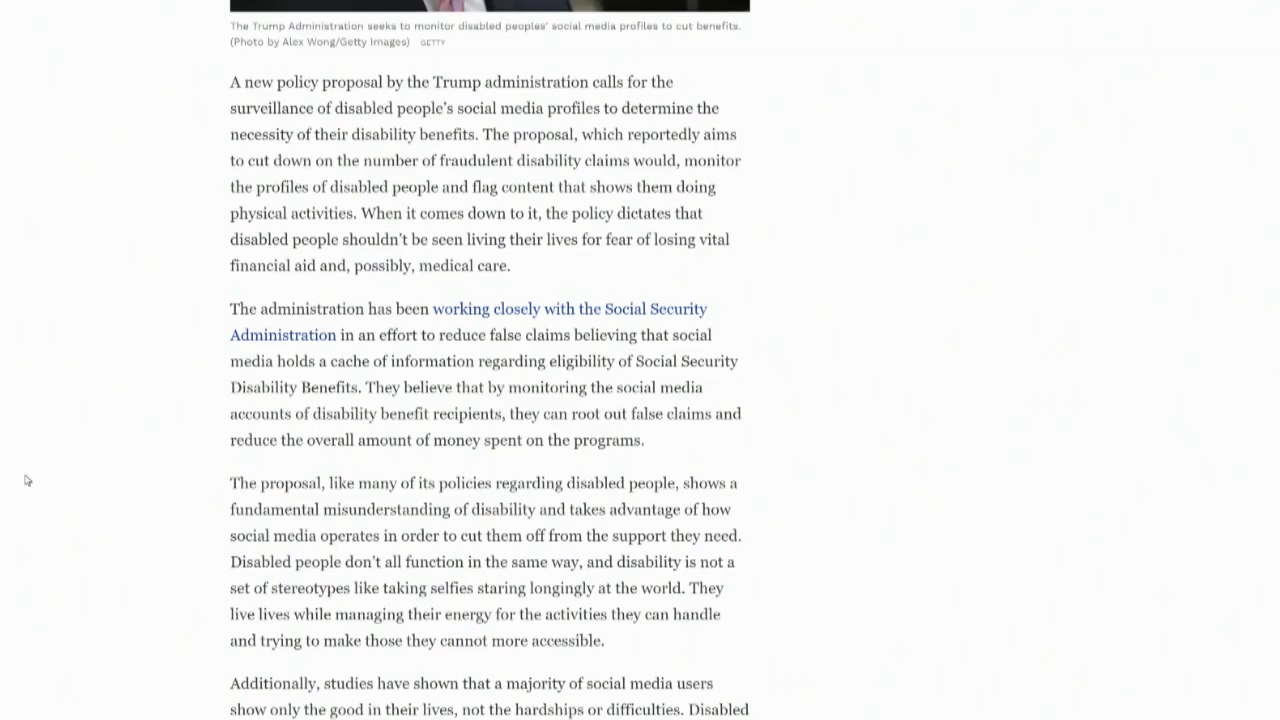 The Trump Administration seeks to monitor disabled peoples' social media profiles to cut benefits.
(Photo by Alex Wong/Getty Images) GETTY
A new policy proposal by the Trump administration calls for the
surveillance of disabled people's social media profiles to determine the
necessity of their disability benefits. The proposal, which reportedly aims
to cut down on the number of fraudulent disability claims would, monitor
the profiles of disabled people and flag content that shows them doing
physical activities. When it comes down to it, the policy dictates that
disabled people shouldn't be seen living their lives for fear of losing vital
financial aid and, possibly, medical care.
The administration has been working closely with the Social Security
Administration in an effort to reduce false claims believing that social
media holds a cache of information regarding eligibility of Social Security
Disability Benefits. They believe that by monitoring the social media
accounts of disability benefit recipients, they can root out false claims and
reduce the overall amount of money spent on the programs.
The proposal, like many of its policies regarding disabled people, shows a
fundamental misunderstanding of disability and takes advantage of how
social media operates in order to cut them off from the support they need.
Disabled people don't all function in the same way, and disability is not a
set of stereotypes like taking selfies staring longingly at the world. They
live lives while managing their energy for the activities they can handle
and trying to make those they cannot more accessible.
Additionally, studies have shown that a majority of social media users
show only the good in their lives, not the hardships or difficulties. Disabled